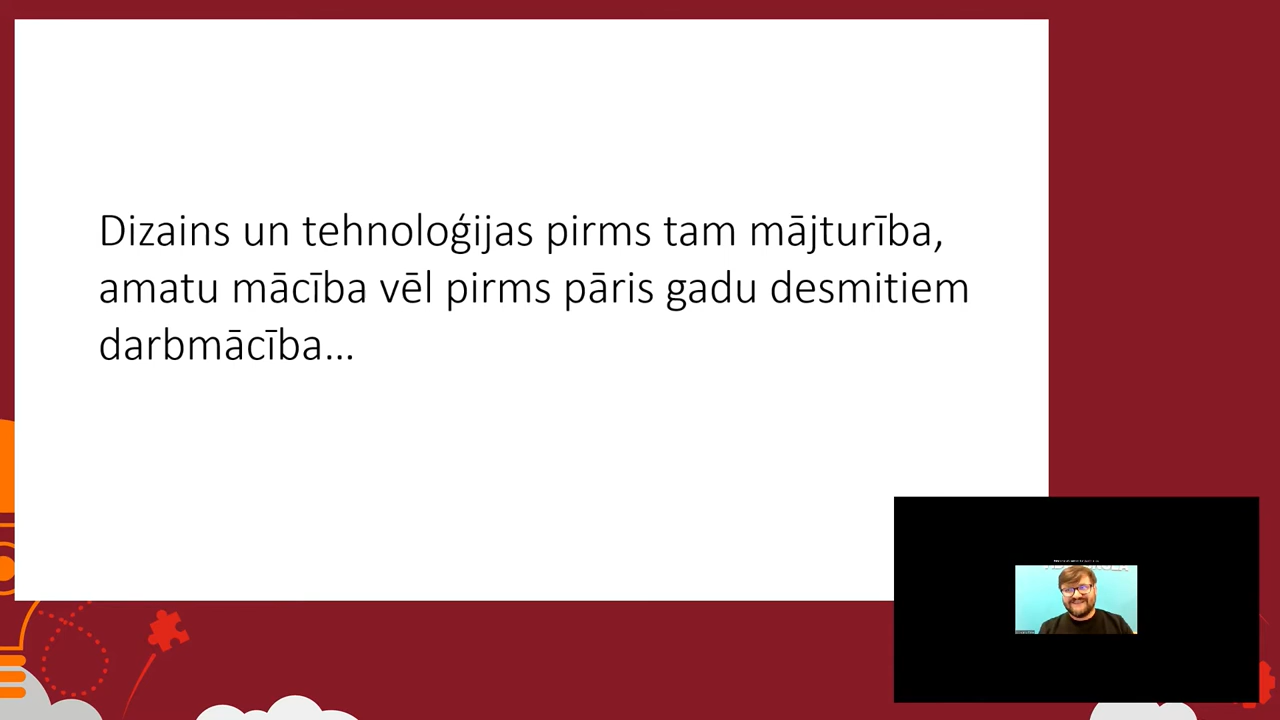 Dizains un tehnoloģijas pirms tam mājturība,
amatu mācība vēl pirms pāris gadu desmitiem
darbmācība...